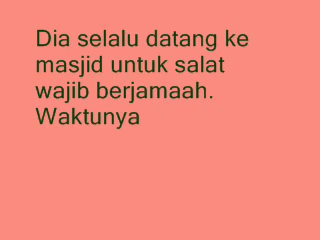 Dia selalu datang ke
masjid untuk salat
wajib berjamaah.
Waktunya